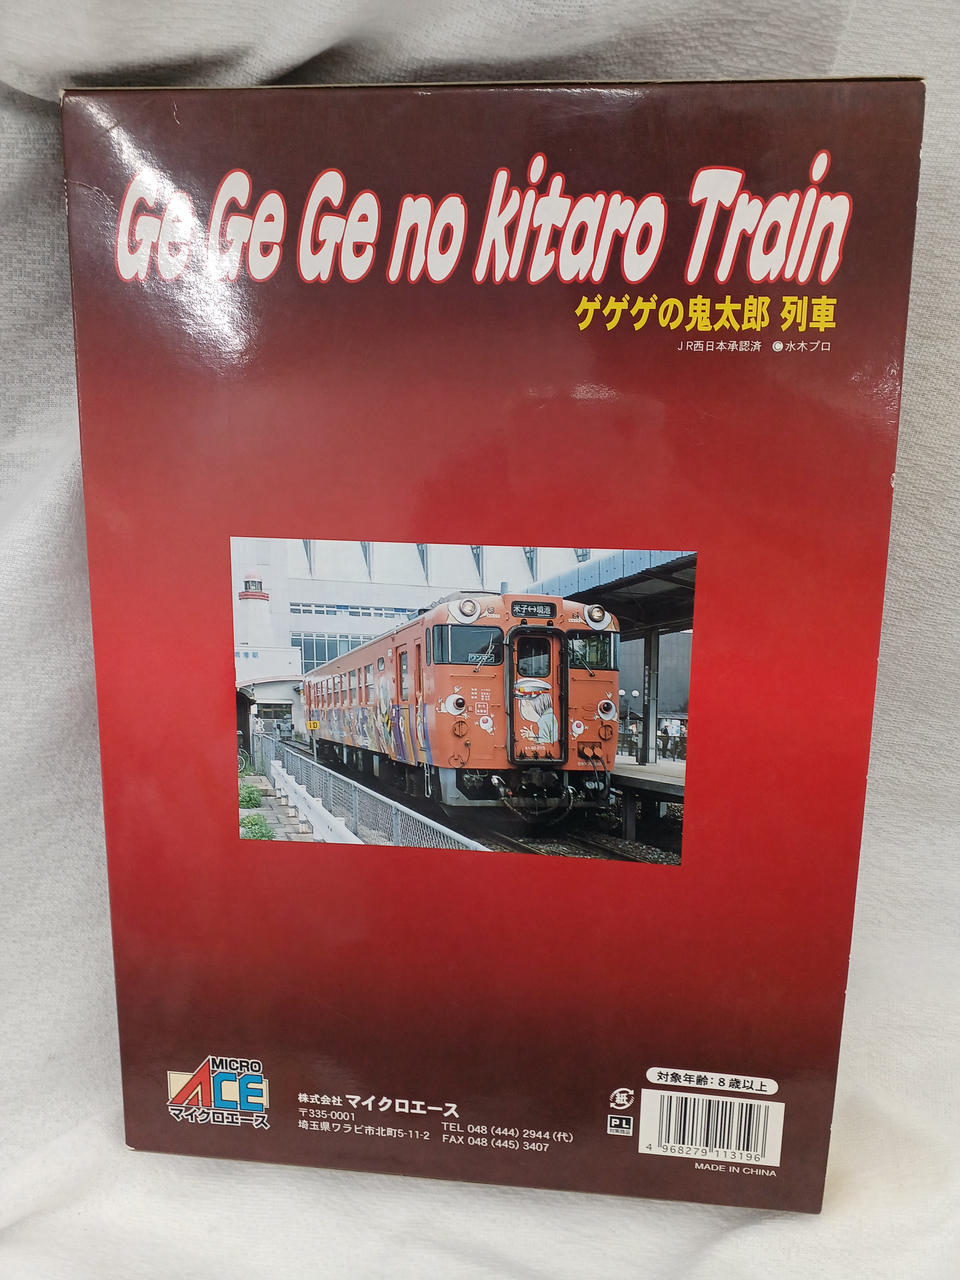 Ge Ge Ge no kitaro Train
ゲゲゲの鬼太郎 列車
JR西日本承認済 ©水木プロ
米子↔境港
ワンマン
MICRO
ACE
マイクロエース
株式会社 マイクロエース
〒335-0001
埼玉県ワラビ市北町5-11-2
TEL 048 (444) 2944 (代)
FAX 048 (445) 3407
対象年齢:8歳以上
紙
PL
4 968279 113196
MADE IN CHINA